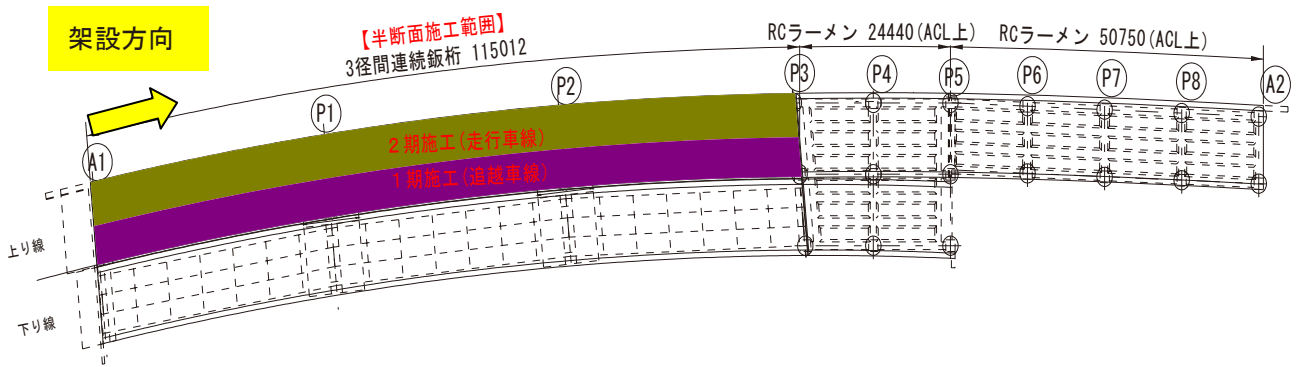 架設方向
【半断面施工範囲】
3径間連続鈑桁 115012
RCラーメン 24440(ACL上)
RCラーメン 50750(ACL上)
A1
P1
P2
P3
P4
P5
P6
P7
P8
A2
2期施工(走行車線)
1期施工(追越車線)
上り線
下り線